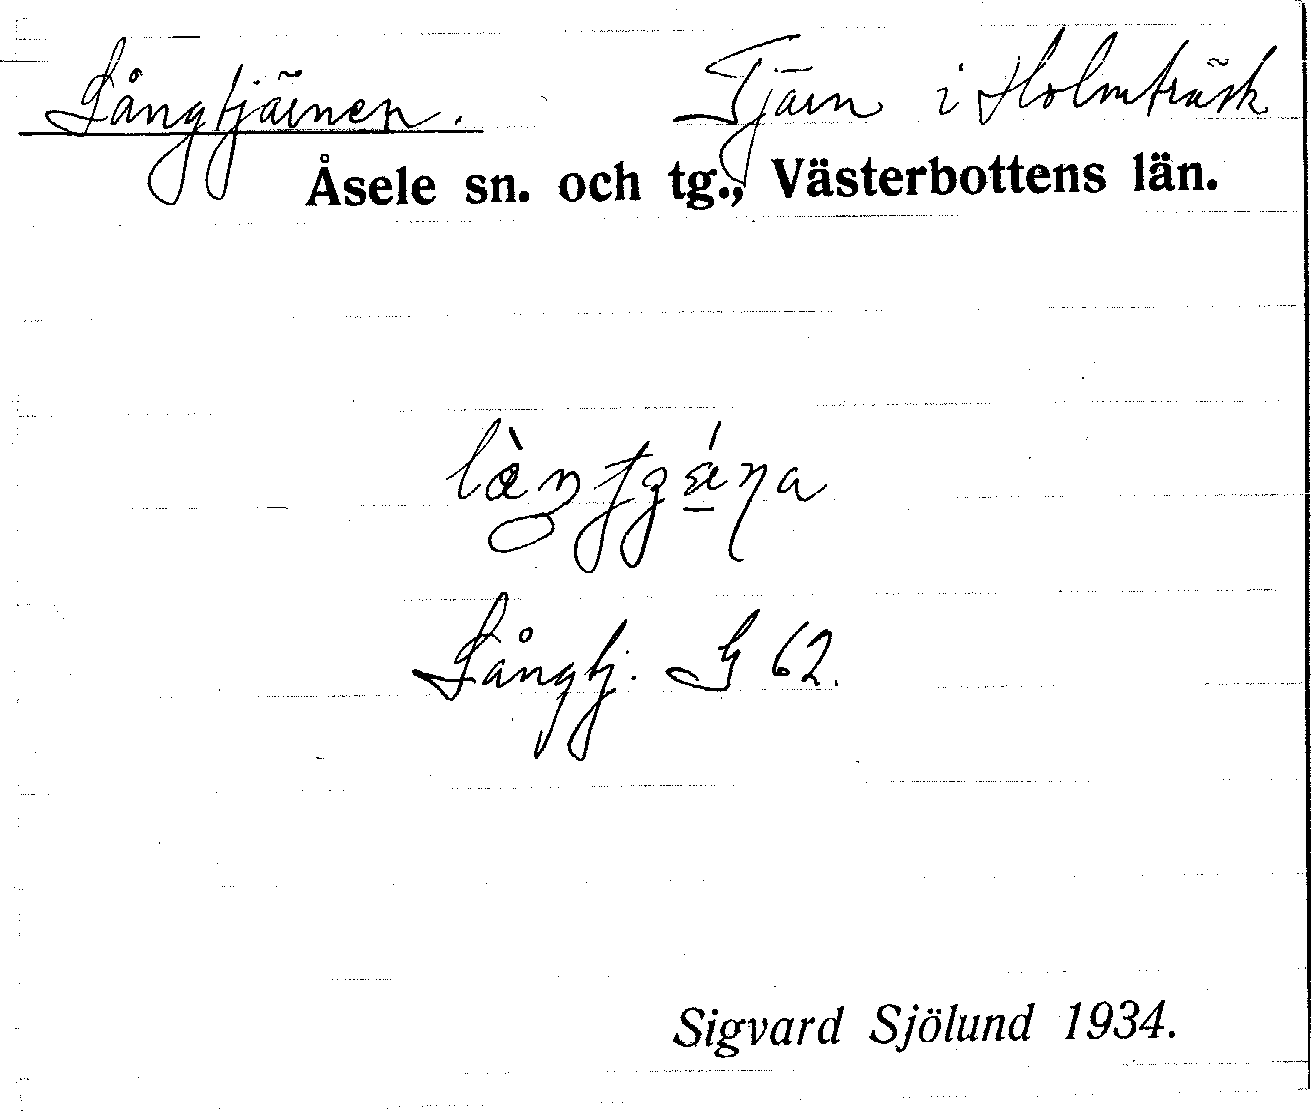 Långtjärnen. Tjärn i Holmträsk
Åsele sn. och tg., Västerbottens län.
Långtj. G 62.
Sigvard Sjölund 1934.